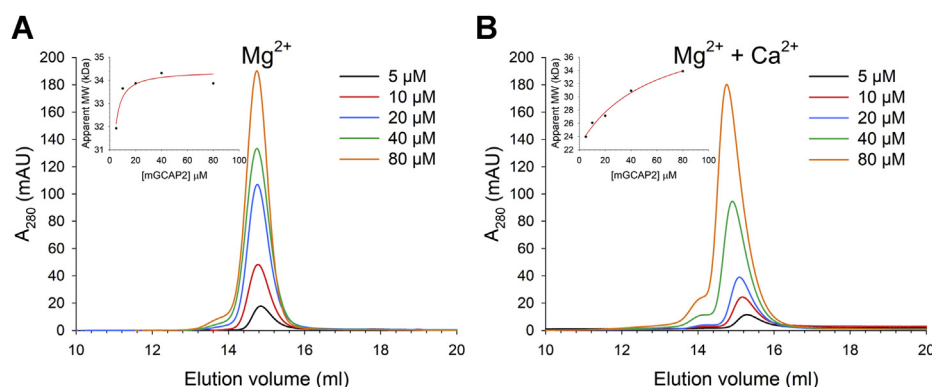 A
Mg2+
200
180
160
140
120
100
80
60
40
20
0
A280 (mAU)
10 12 14 16 18 20
Elution volume (ml)
5 µM
10 µM
20 µM
40 µM
80 µM
35
34
33
32
31
Apparent MW (kDa)
0 20 40 60 80 100
[mGCAP2] µM
B
Mg2+ + Ca2+
200
180
160
140
120
100
80
60
40
20
0
A280 (mAU)
10 12 14 16 18 20
Elution volume (ml)
5 µM
10 µM
20 µM
40 µM
80 µM
36
34
32
30
28
26
24
22
Apparent MW (kDa)
0 20 40 60 80 100
[mGCAP2] µM